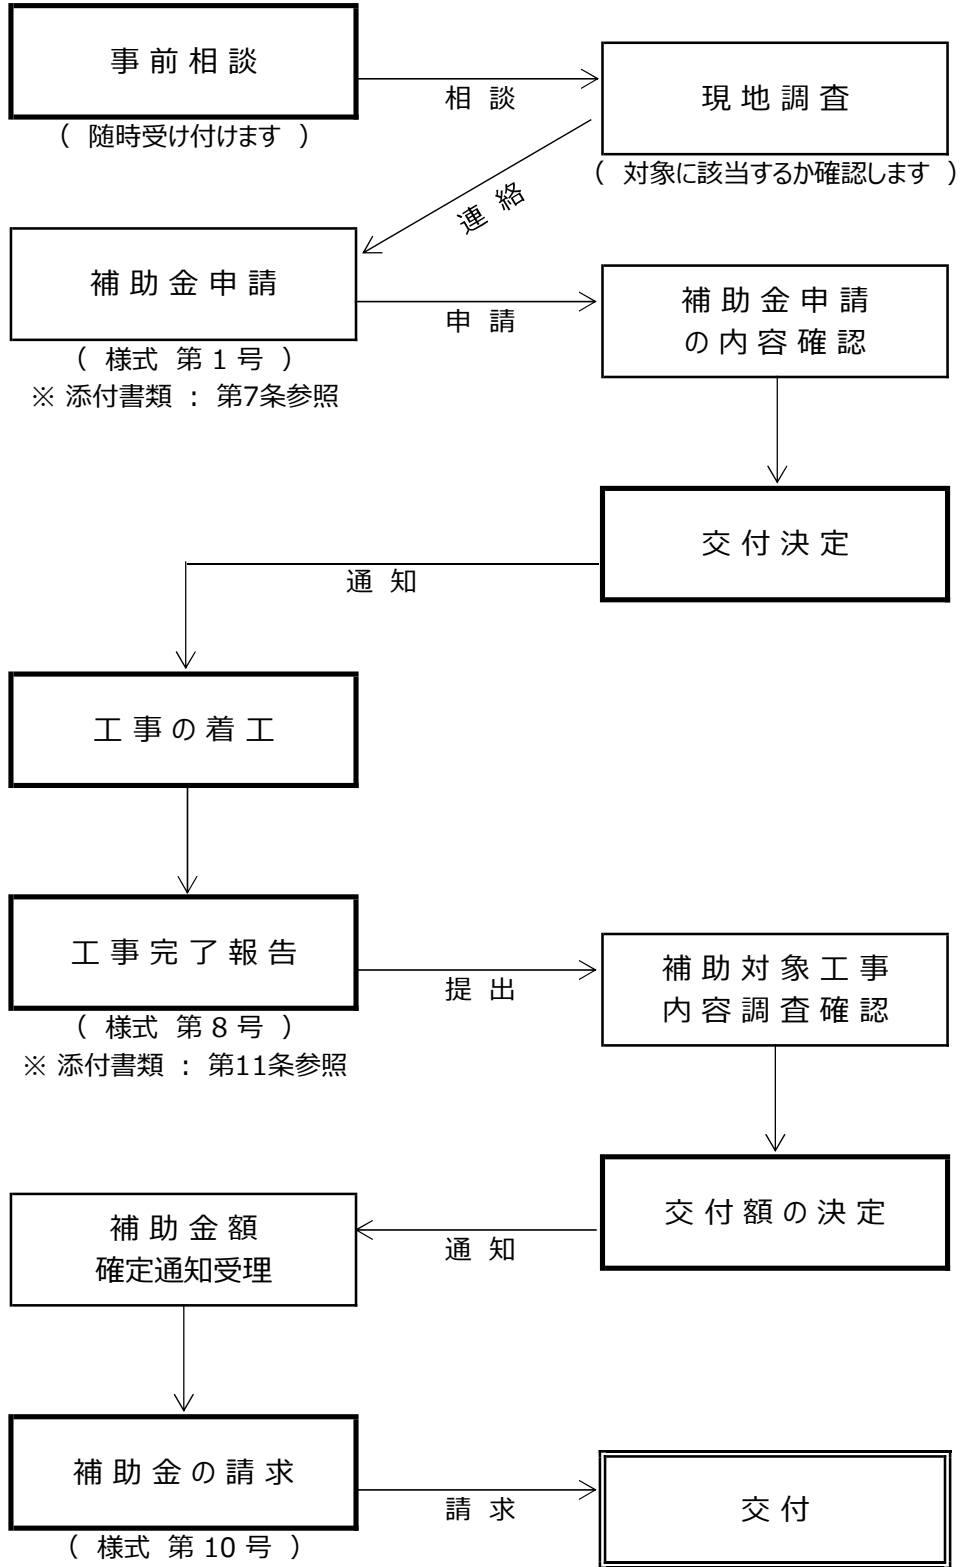 事前相談
（ 随時受け付けます ）
相談
現地調査
（ 対象に該当するか確認します ）
連絡
補助金申請
（ 様式 第 1 号 ）
※ 添付書類 ： 第7条参照
申請
補助金申請
の内容確認
交付決定
通知
工事の着工
工事完了報告
（ 様式 第 8 号 ）
※ 添付書類 ： 第11条参照
提出
補助対象工事
内容調査確認
交付額の決定
通知
補助金額
確定通知受理
補助金の請求
（ 様式 第 10 号 ）
請求
交付